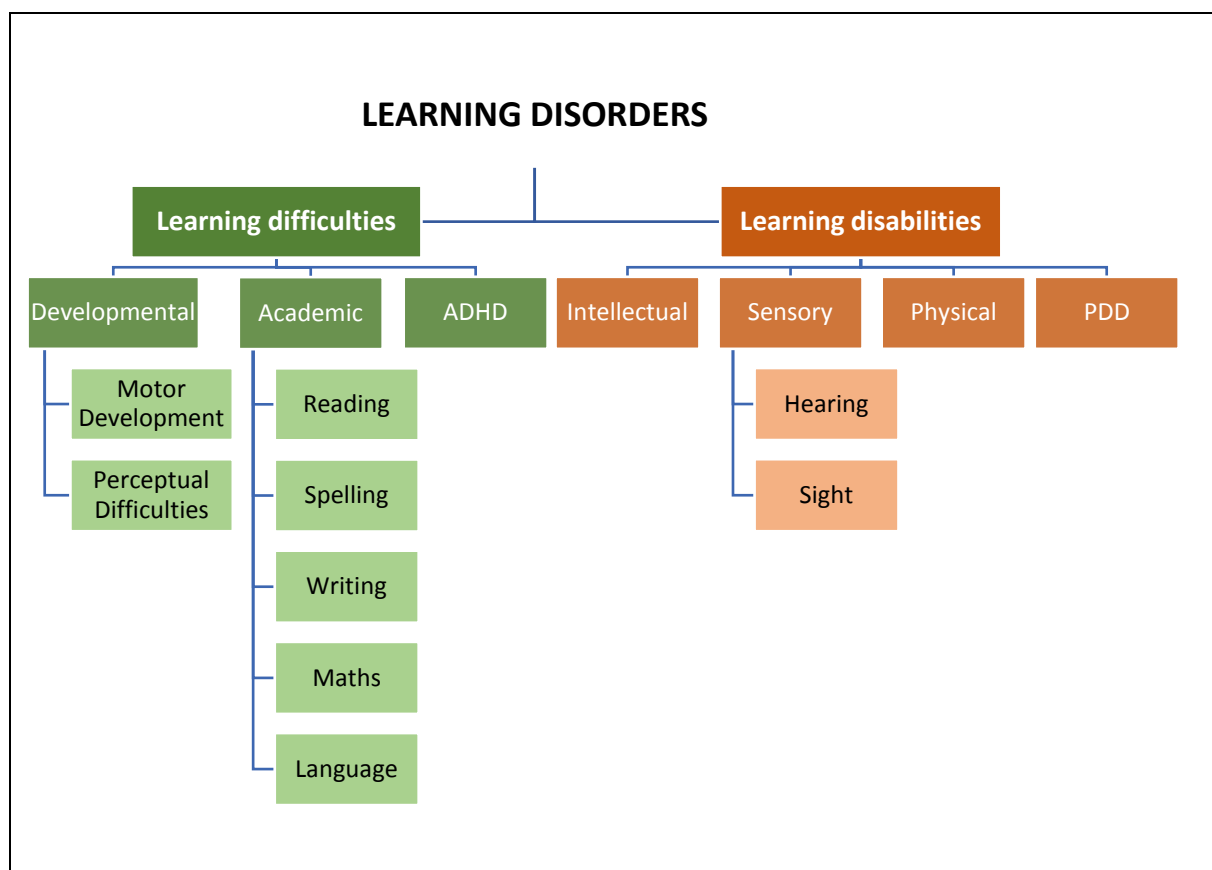 LEARNING DISORDERS
Learning difficulties
Learning disabilities
Developmental
Academic
ADHD
Intellectual
Sensory
Physical
PDD
Motor
Development
Perceptual
Difficulties
Reading
Spelling
Writing
Maths
Language
Hearing
Sight